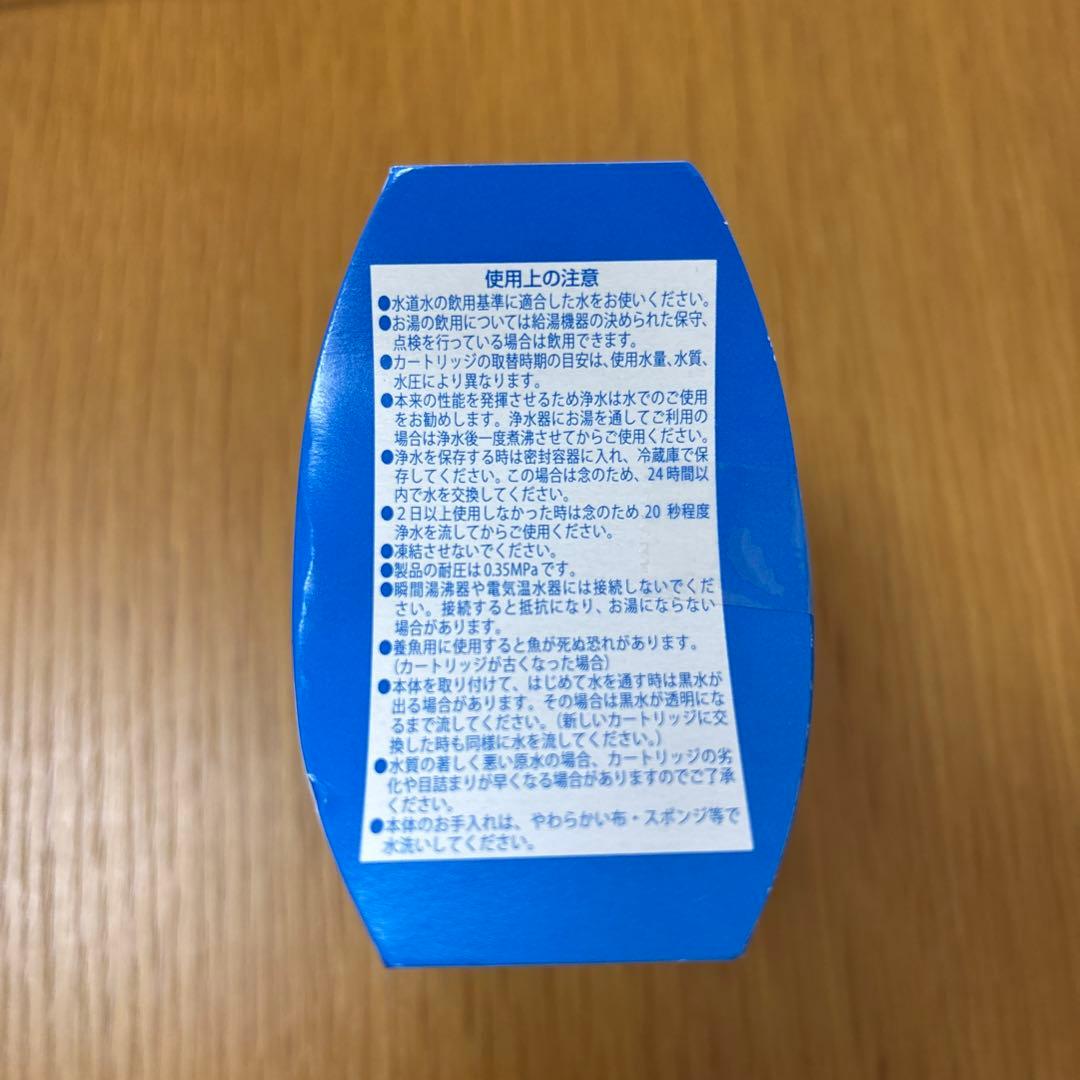 使用上の注意
●水道水の飲用基準に適合した水をお使いください。
●お湯の飲用については給湯機器の決められた保守、
点検を行っている場合は飲用できます。
●カートリッジの取替時期の目安は、使用水量、水質、
水圧により異なります。
●本来の性能を発揮させるため浄水は水でのご使用
をお勧めします。浄水器にお湯を通してご利用の
場合は浄水後一度煮沸させてからご使用ください。
●浄水を保存する時は密封容器に入れ、冷蔵庫で保
存してください。この場合は念のため、24時間以
内で水を交換してください。
●２日以上使用しなかった時は念のため 20 秒程度
浄水を流してからご使用ください。
●凍結させないでください。
●製品の耐圧は0.35MPaです。
●瞬間湯沸器や電気温水器には接続しないでくだ
さい。接続すると抵抗になり、お湯にならない
場合があります。
●養魚用に使用すると魚が死ぬ恐れがあります。
（カートリッジが古くなった場合）
●本体を取り付けて、はじめて水を通す時は黒水が
出る場合があります。その場合は黒水が透明にな
るまで流してください。（新しいカートリッジに交
換した時も同様に水を流してください。）
●水質の著しく悪い原水の場合、カートリッジの劣
化や目詰まりが早くなる場合がありますのでご了承
ください。
●本体のお手入れは、やわらかい布・スポンジ等で
水洗いしてください。